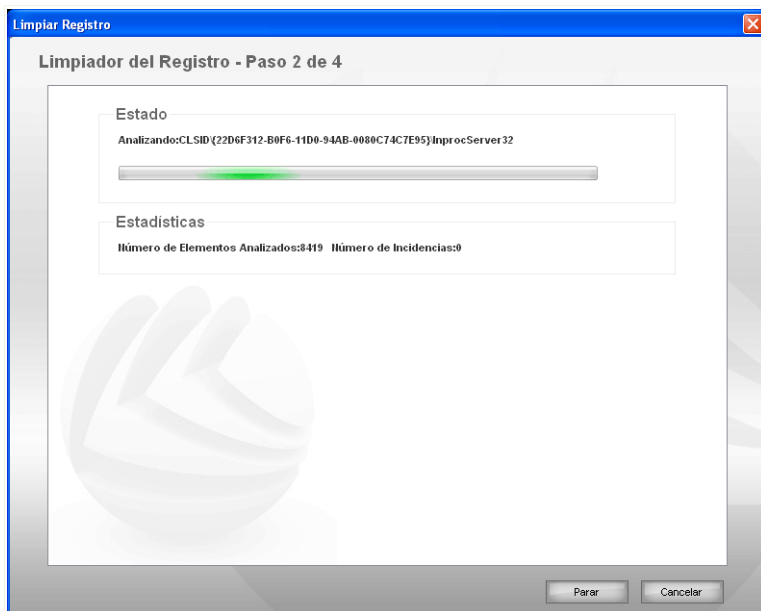 Limpiar Registro
Limpiador del Registro - Paso 2 de 4
Estado
Analizando:CLSID\{22D6F312-B0F6-11D0-94AB-0080C74C7E95}\InprocServer32
Estadísticas
Número de Elementos Analizados:8419 Número de Incidencias:0
Parar Cancelar